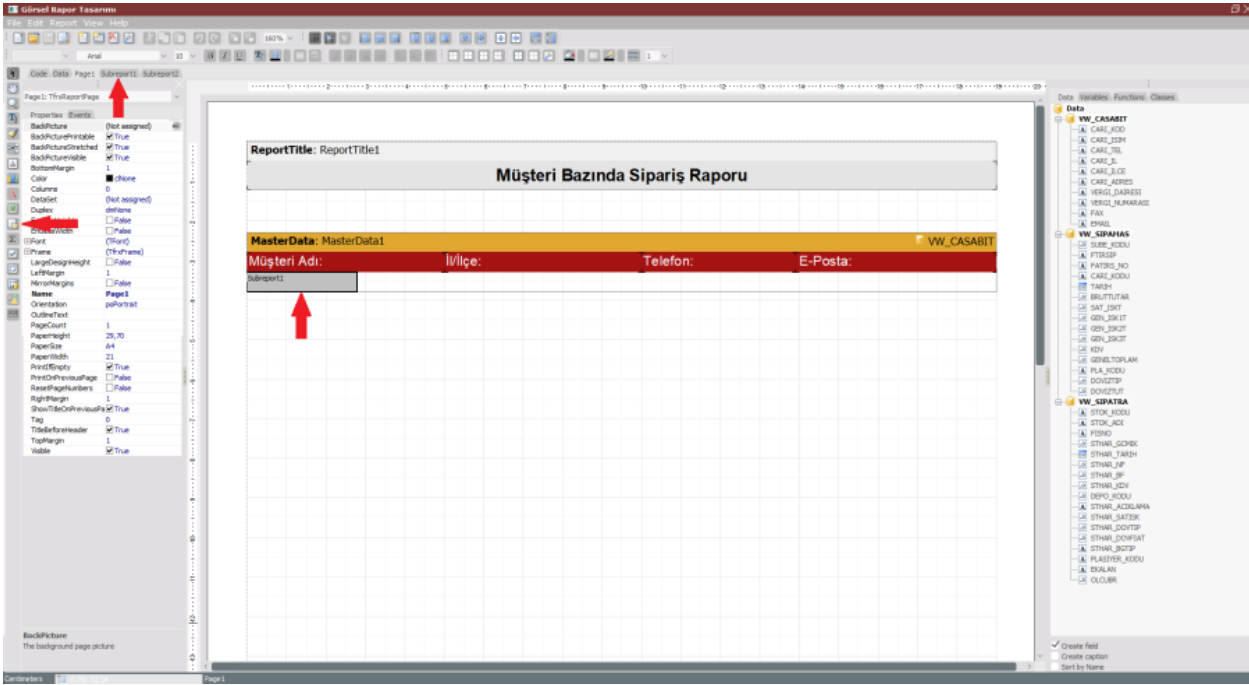 Görsel Rapor Tasarımı
File Edit Report View Help
160%
Arial 10 1
Code Data Page1 Subreport1 Subreport2
Page1: TfrxReportPage
Properties Events
BackPicture (Not assigned)
BackPicturePrintable True
BackPictureStretched True
BackPictureVisible True
BottomMargin 1
Color clNone
Columns 0
DataSet (Not assigned)
Duplex dmNone
False
False
Font (TFont)
Frame (TfrxFrame)
LargeDesignHeight False
LeftMargin 1
MirrorMargins False
Name Page1
Orientation poPortrait
OutlineText
PageCount 1
PaperHeight 29,70
PaperSize A4
PaperWidth 21
PrintIfEmpty True
PrintOnPreviousPage False
ResetPageNumbers False
RightMargin 1
ShowTitleOnPreviousPa True
Tag 0
TitleBeforeHeader True
TopMargin 1
Visible True
BackPicture
The background page picture
Centimeters
Page1
ReportTitle: ReportTitle1
Müşteri Bazında Sipariş Raporu
MasterData: MasterData1 VW_CASABIT
Müşteri Adı: İl/İlçe: Telefon: E-Posta:
Subreport1
Data Variables Functions Classes
Data
VW_CASABIT
CARI_KOD
CARI_ISIM
CARI_TEL
CARI_IL
CARI_ILCE
CARI_ADRES
VERGI_DAIRESI
VERGI_NUMARASI
FAX
EMAIL
VW_SIPAMAS
SUBE_KODU
FTIRSIP
FATIRS_NO
CARI_KODU
TARIH
BRUTTUTAR
SAT_ISKT
GEN_ISK1T
GEN_ISK2T
GEN_ISK3T
KDV
GENELTOPLAM
PLA_KODU
DOVIZTIP
DOVIZTUT
VW_SIPATRA
STOK_KODU
STOK_ADI
FISNO
STHAR_GCMIK
STHAR_TARIH
STHAR_NF
STHAR_BF
STHAR_KDV
DEPO_KODU
STHAR_ACIKLAMA
STHAR_SATISK
STHAR_DOVTIP
STHAR_DOVFIAT
STHAR_BGTIP
PLASIYER_KODU
EKALAN
OLCUBR
Create field
Create caption
Sort by Name